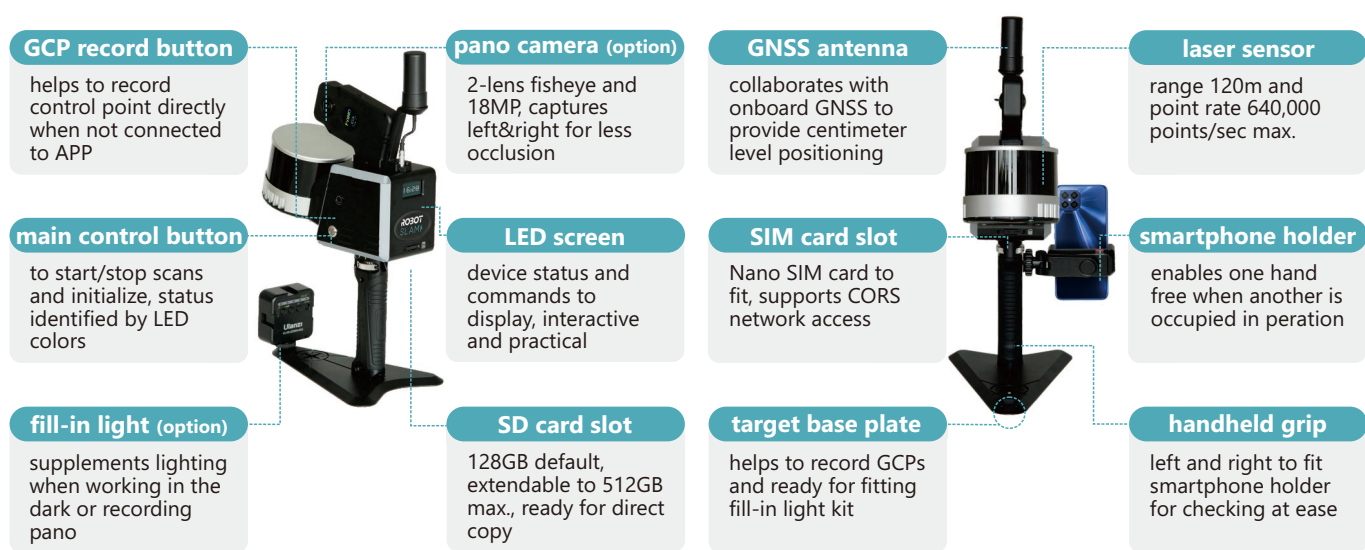 GCP record button
helps to record
control point directly
when not connected
to APP
pano camera (option)
2-lens fisheye and
18MP, captures
left&right for less
occlusion
GNSS antenna
collaborates with
onboard GNSS to
provide centimeter
level positioning
laser sensor
range 120m and
point rate 640,000
points/sec max.
main control button
to start/stop scans
and initialize, status
identified by LED
colors
16:28
ROBOT
SLAM
LED screen
device status and
commands to
display, interactive
and practical
SIM card slot
Nano SIM card to
fit, supports CORS
network access
smartphone holder
enables one hand
free when another is
occupied in peration
Ulanzi
fill-in light (option)
supplements lighting
when working in the
dark or recording
pano
SD card slot
128GB default,
extendable to 512GB
max., ready for direct
copy
target base plate
helps to record GCPs
and ready for fitting
fill-in light kit
handheld grip
left and right to fit
smartphone holder
for checking at ease